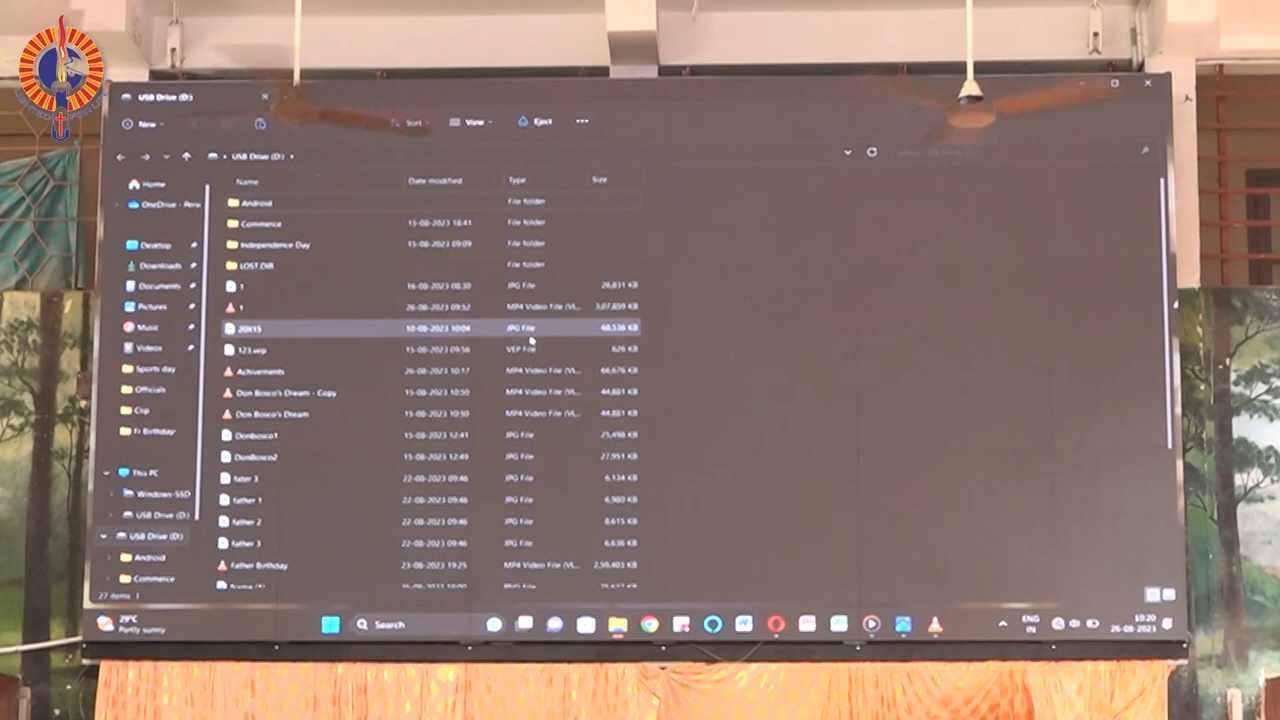 USB Drive (D:)
New
Sort
View
Eject
USB Drive (D:)
Home
OneDrive - Pers
Desktop
Downloads
Documents
Pictures
Music
Videos
Sports day
Officials
Clip
Fr Birthday
This PC
Windows-SSD
USB Drive (D:)
USB Drive (D:)
Android
Commerce
Name Date modified Type Size
Android File folder
Commerce 15-08-2023 18:41 File folder
Independence Day 15-08-2023 09:09 File folder
LOST.DIR File folder
1 16-08-2023 08:30 JPG File 26,831 KB
1 26-08-2023 09:52 MP4 Video File (VL... 3,07,859 KB
20X15 10-08-2023 10:04 JPG File 68,536 KB
123.vep 15-08-2023 09:56 VEP File 626 KB
Achivements 26-08-2023 10:17 MP4 Video File (VL... 66,676 KB
Don Bosco's Dream - Copy 15-08-2023 10:50 MP4 Video File (VL... 44,881 KB
Don Bosco's Dream 15-08-2023 10:50 MP4 Video File (VL... 44,881 KB
Donbosco1 15-08-2023 12:41 JPG File 25,498 KB
DonBosco2 15-08-2023 12:49 JPG File 27,951 KB
fater 3 22-08-2023 09:46 JPG File 6,134 KB
father 1 22-08-2023 09:46 JPG File 6,980 KB
father 2 22-08-2023 09:46 JPG File 8,615 KB
father 3 22-08-2023 09:46 JPG File 6,636 KB
Father Birthday 23-08-2023 19:25 MP4 Video File (VL... 2,59,403 KB
27 items
29°C
Partly sunny
Search
ENG
IN
10:20
26-08-2023